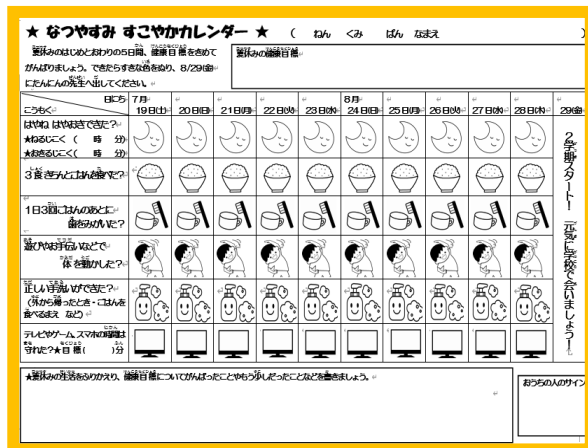 ★ なつやすみ すこやかカレンダー ★ ( ねん くみ ばん なまえ )
夏休みのはじめとおわりの5日間、健康目標をきめて
がんばりましょう。できたらすきな色をぬり、8/29(金)
にたんにんの先生へ出してください。
夏休みの健康目標
日にち
こうもく
7月
8月
19日(土) 20日(日) 21日(月) 22日(火) 23日(水) 24日(日) 25日(月) 26日(火) 27日(水) 28日(木) 29(金)
はやね はやおきできた?
★ねるじこく ( 時 分)
★おきるじこく ( 時 分)
3食きちんとごはんを食べた?
1日3回ごはんのあとに
歯をみがいた?
遊びやお手伝いなどで
体を動かした?
正しい手洗いができた?
(外から帰ったとき・ごはんを
食べるまえ など)
テレビやゲーム、スマホの時間は
守れた?★目標( )分
2学期スタート! 元気に学校で会いましょう!
★夏休みの生活をふりかえり、健康目標についてがんばったことやもう少しだったことなどを書きましょう。
おうちの人のサイン